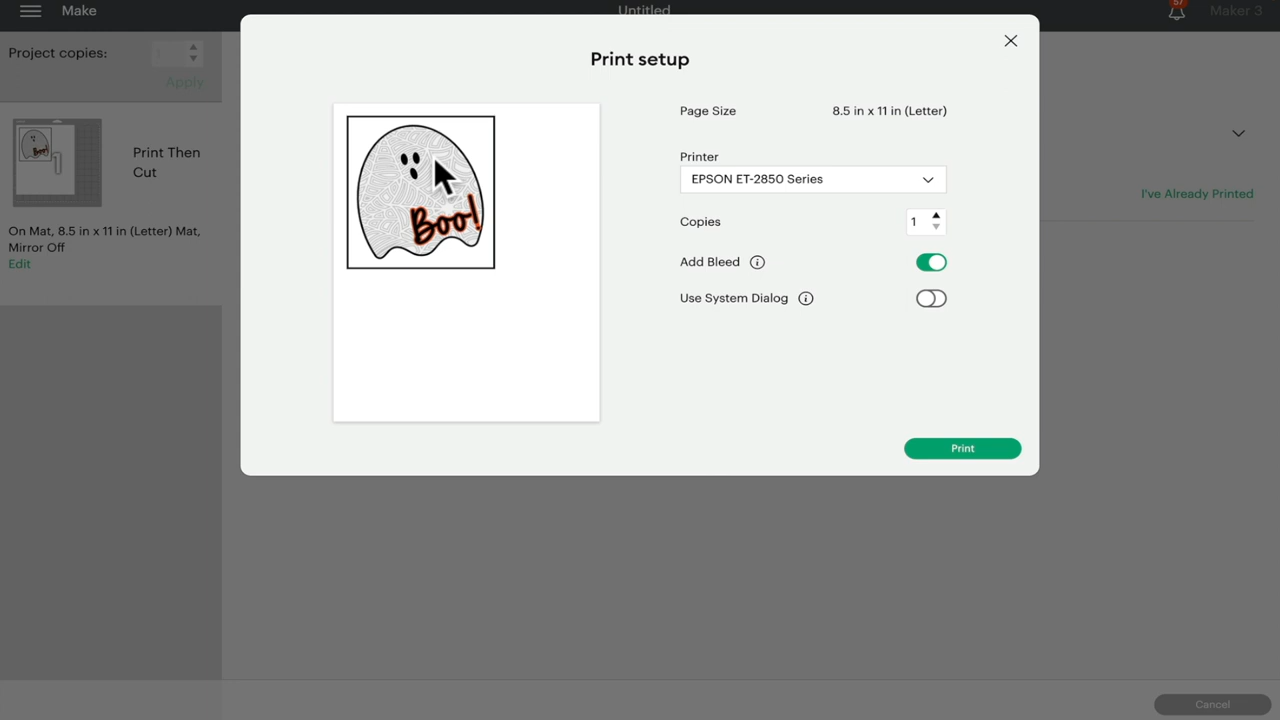 Make
Untitled
57
Maker 3
Project copies:
Apply
Print Then
Cut
On Mat, 8.5 in x 11 in (Letter) Mat,
Mirror Off
Edit
Print setup
Boo!
Page Size
8.5 in x 11 in (Letter)
Printer
EPSON ET-2850 Series
Copies
1
Add Bleed
Use System Dialog
Print
I've Already Printed
Cancel